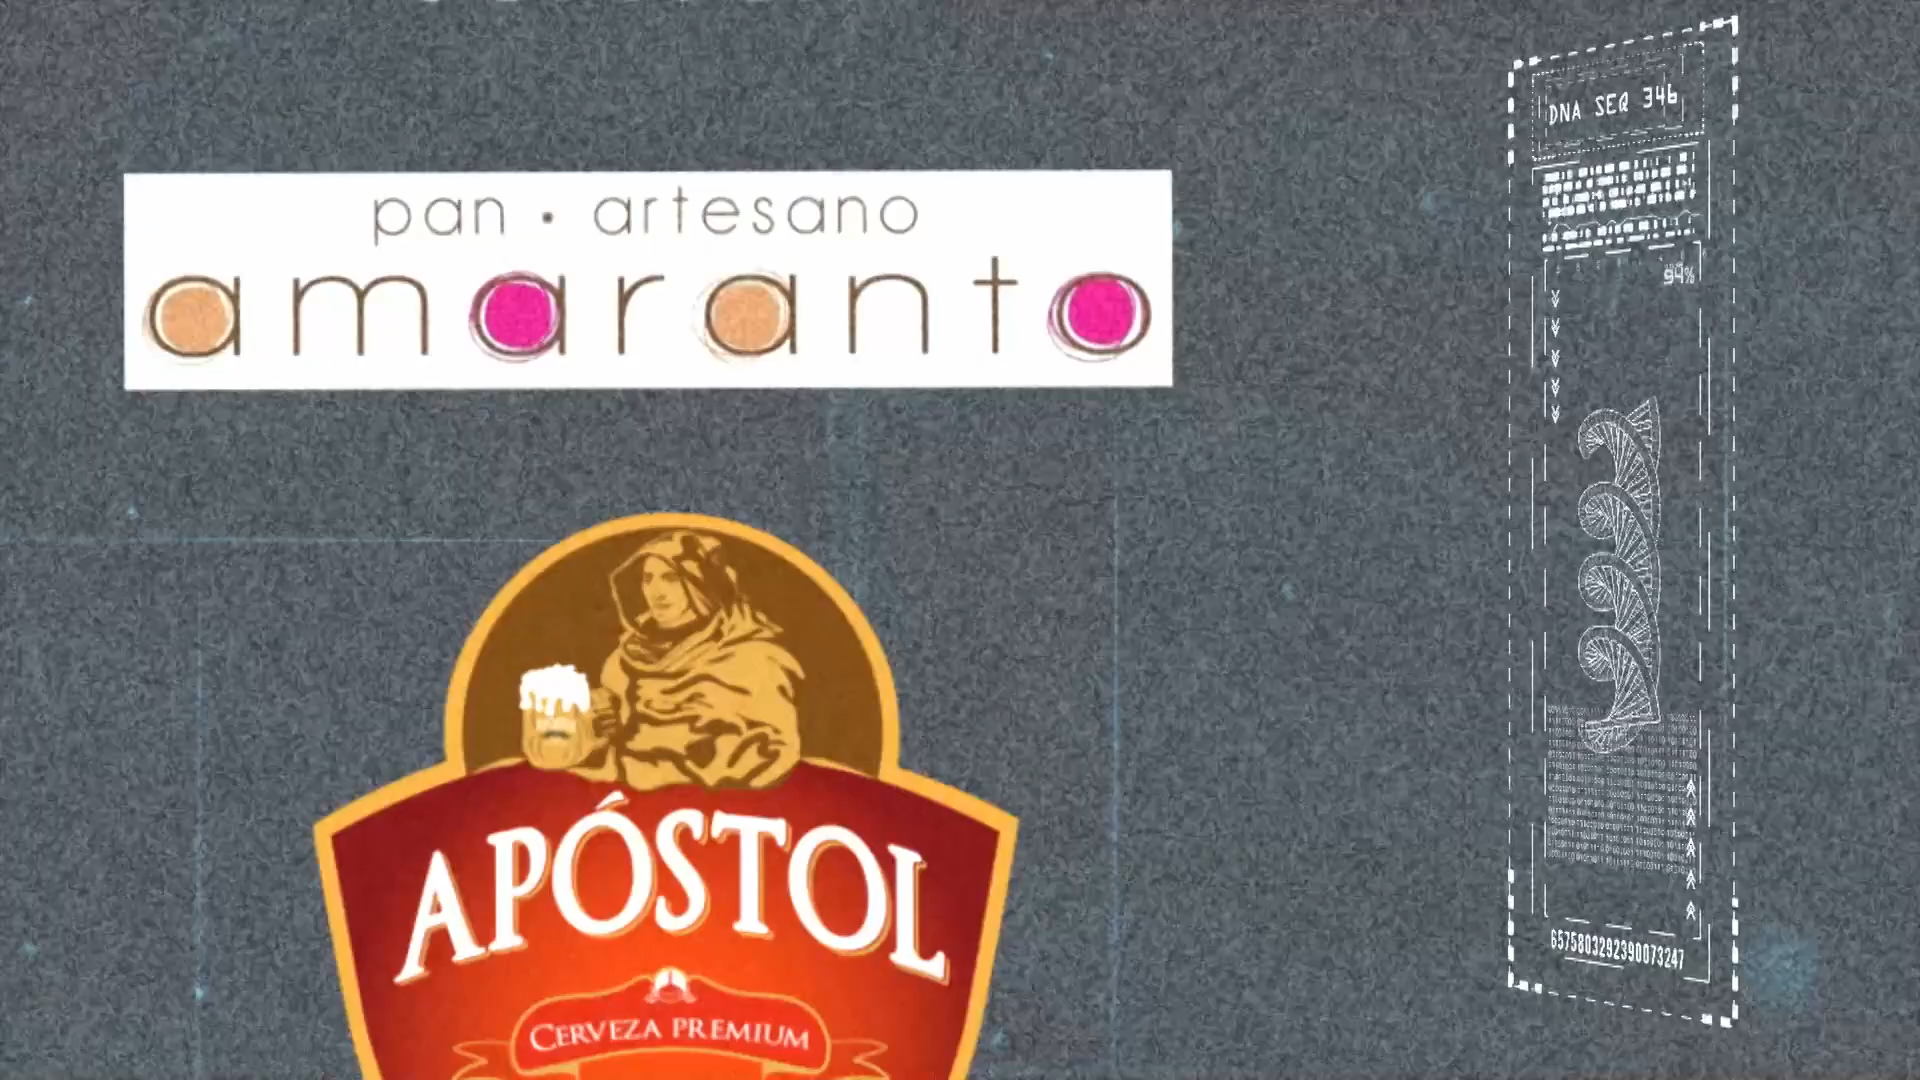 pan • artesano
amaranto
APÓSTOL
CERVEZA PREMIUM
DNA SEQ 346
94%
6575803292390073247